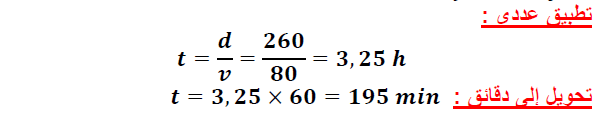 تطبيق عددي :
t = d/v = 260/80 = 3,25 h
تحويل إلى دقائق : t = 3,25 × 60 = 195 min